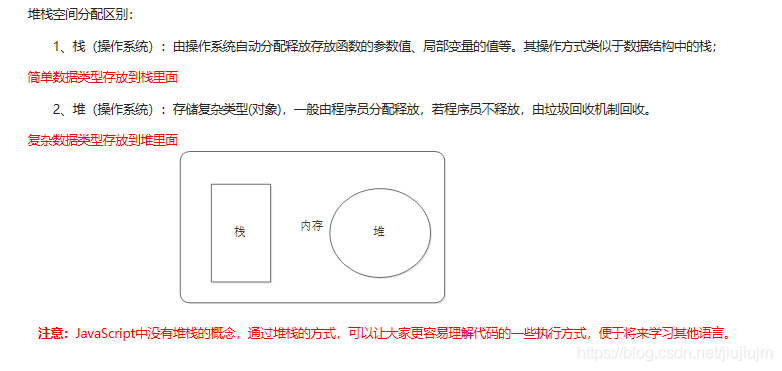 堆栈空间分配区别：
1、栈（操作系统）：由操作系统自动分配释放存放函数的参数值、局部变量的值等。其操作方式类似于数据结构中的栈；
简单数据类型存放到栈里面
2、堆（操作系统）：存储复杂类型(对象)，一般由程序员分配释放，若程序员不释放，由垃圾回收机制回收。
复杂数据类型存放到堆里面
栈 内存 堆
注意：JavaScript中没有堆栈的概念，通过堆栈的方式，可以让大家更容易理解代码的一些执行方式，便于将来学习其他语言。
https://blog.csdn.net/jiujiujm